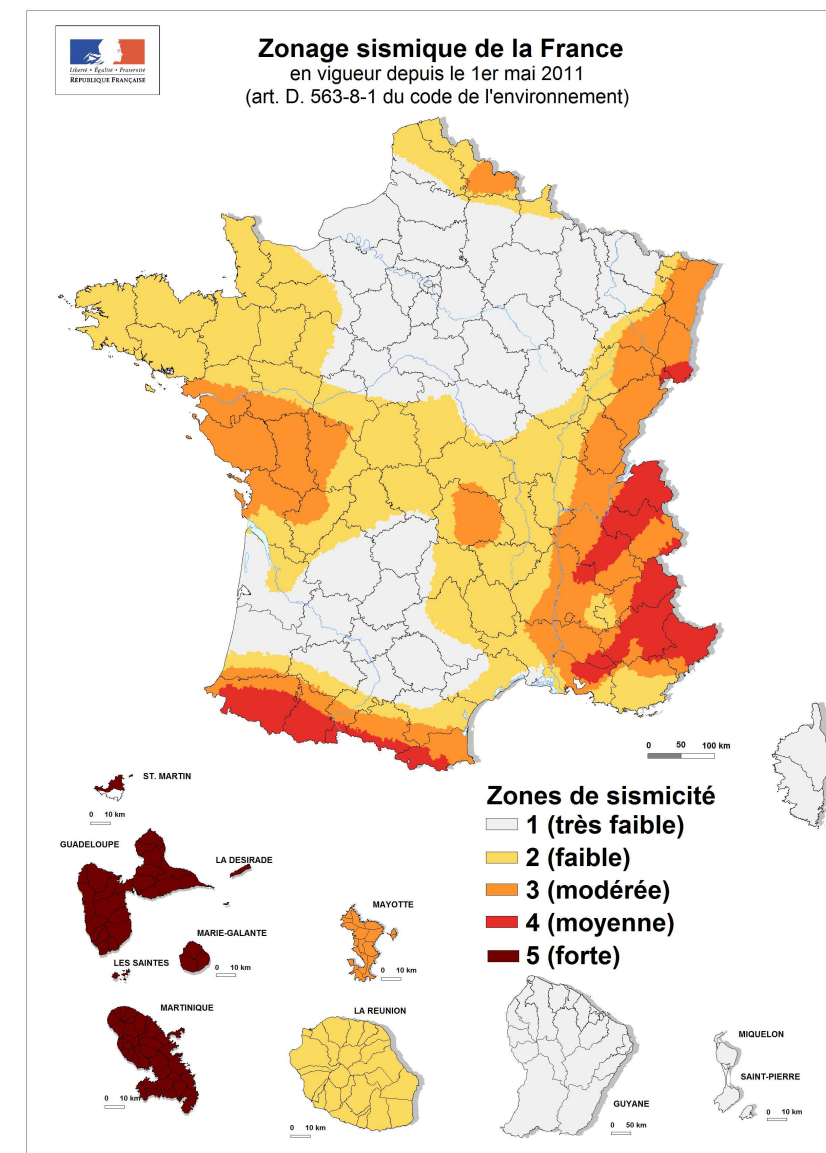 Liberté • Égalité • Fraternité
RÉPUBLIQUE FRANÇAISE
Zonage sismique de la France
en vigueur depuis le 1er mai 2011
(art. D. 563-8-1 du code de l'environnement)
0 50 100 km
ST. MARTIN
0 10 km
GUADELOUPE
LA DESIRADE
MARIE-GALANTE
0 10 km
LES SAINTES
MARTINIQUE
0 10 km
MAYOTTE
0 10 km
LA REUNION
0 10 km
Zones de sismicité
1 (très faible)
2 (faible)
3 (modérée)
4 (moyenne)
5 (forte)
GUYANE
0 50 km
MIQUELON
SAINT-PIERRE
0 10 km